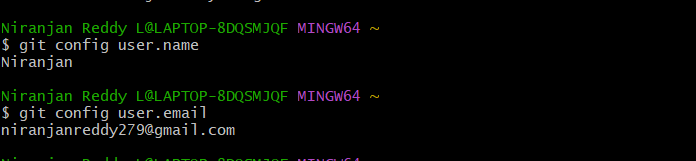 Niranjan Reddy L@LAPTOP-8DQSMJQF MINGW64 ~
$ git config user.name
Niranjan
Niranjan Reddy L@LAPTOP-8DQSMJQF MINGW64 ~
$ git config user.email
niranjanreddy279@gmail.com